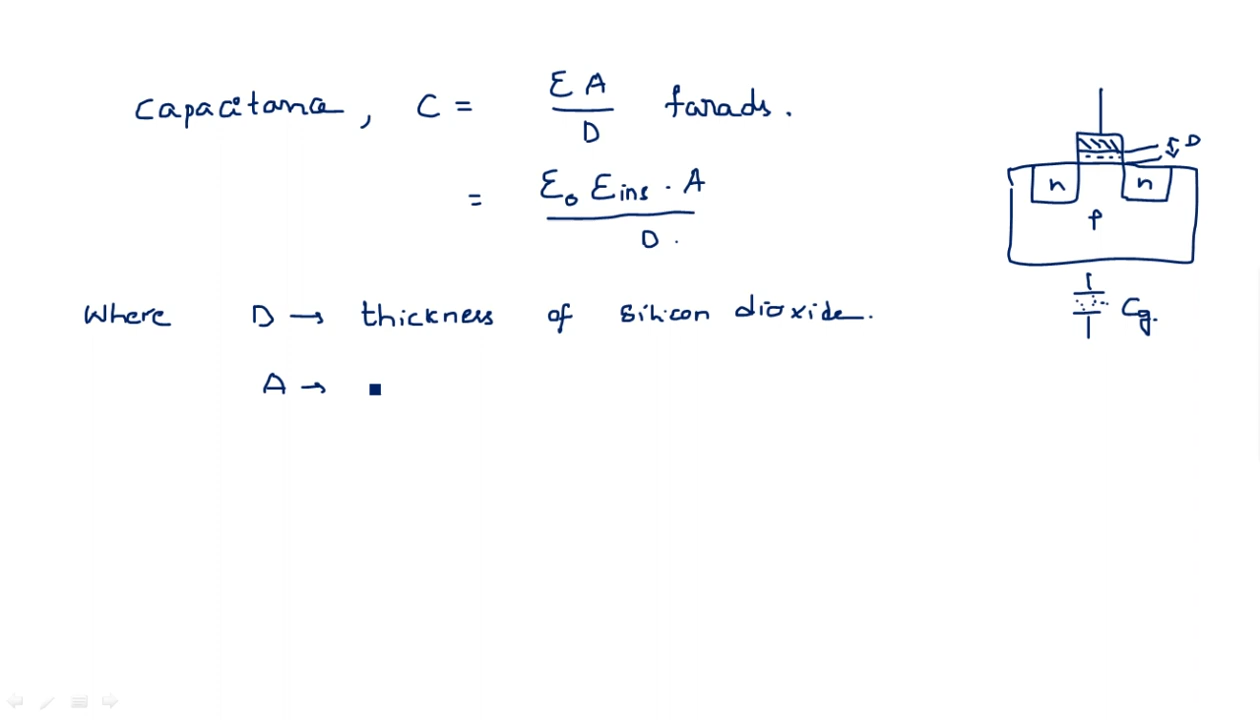 Capacitance, C = εA / D farads.
= ε₀ εins · A / D.
Where D → thickness of silicon dioxide.
A →
D
n n
p
Cg.